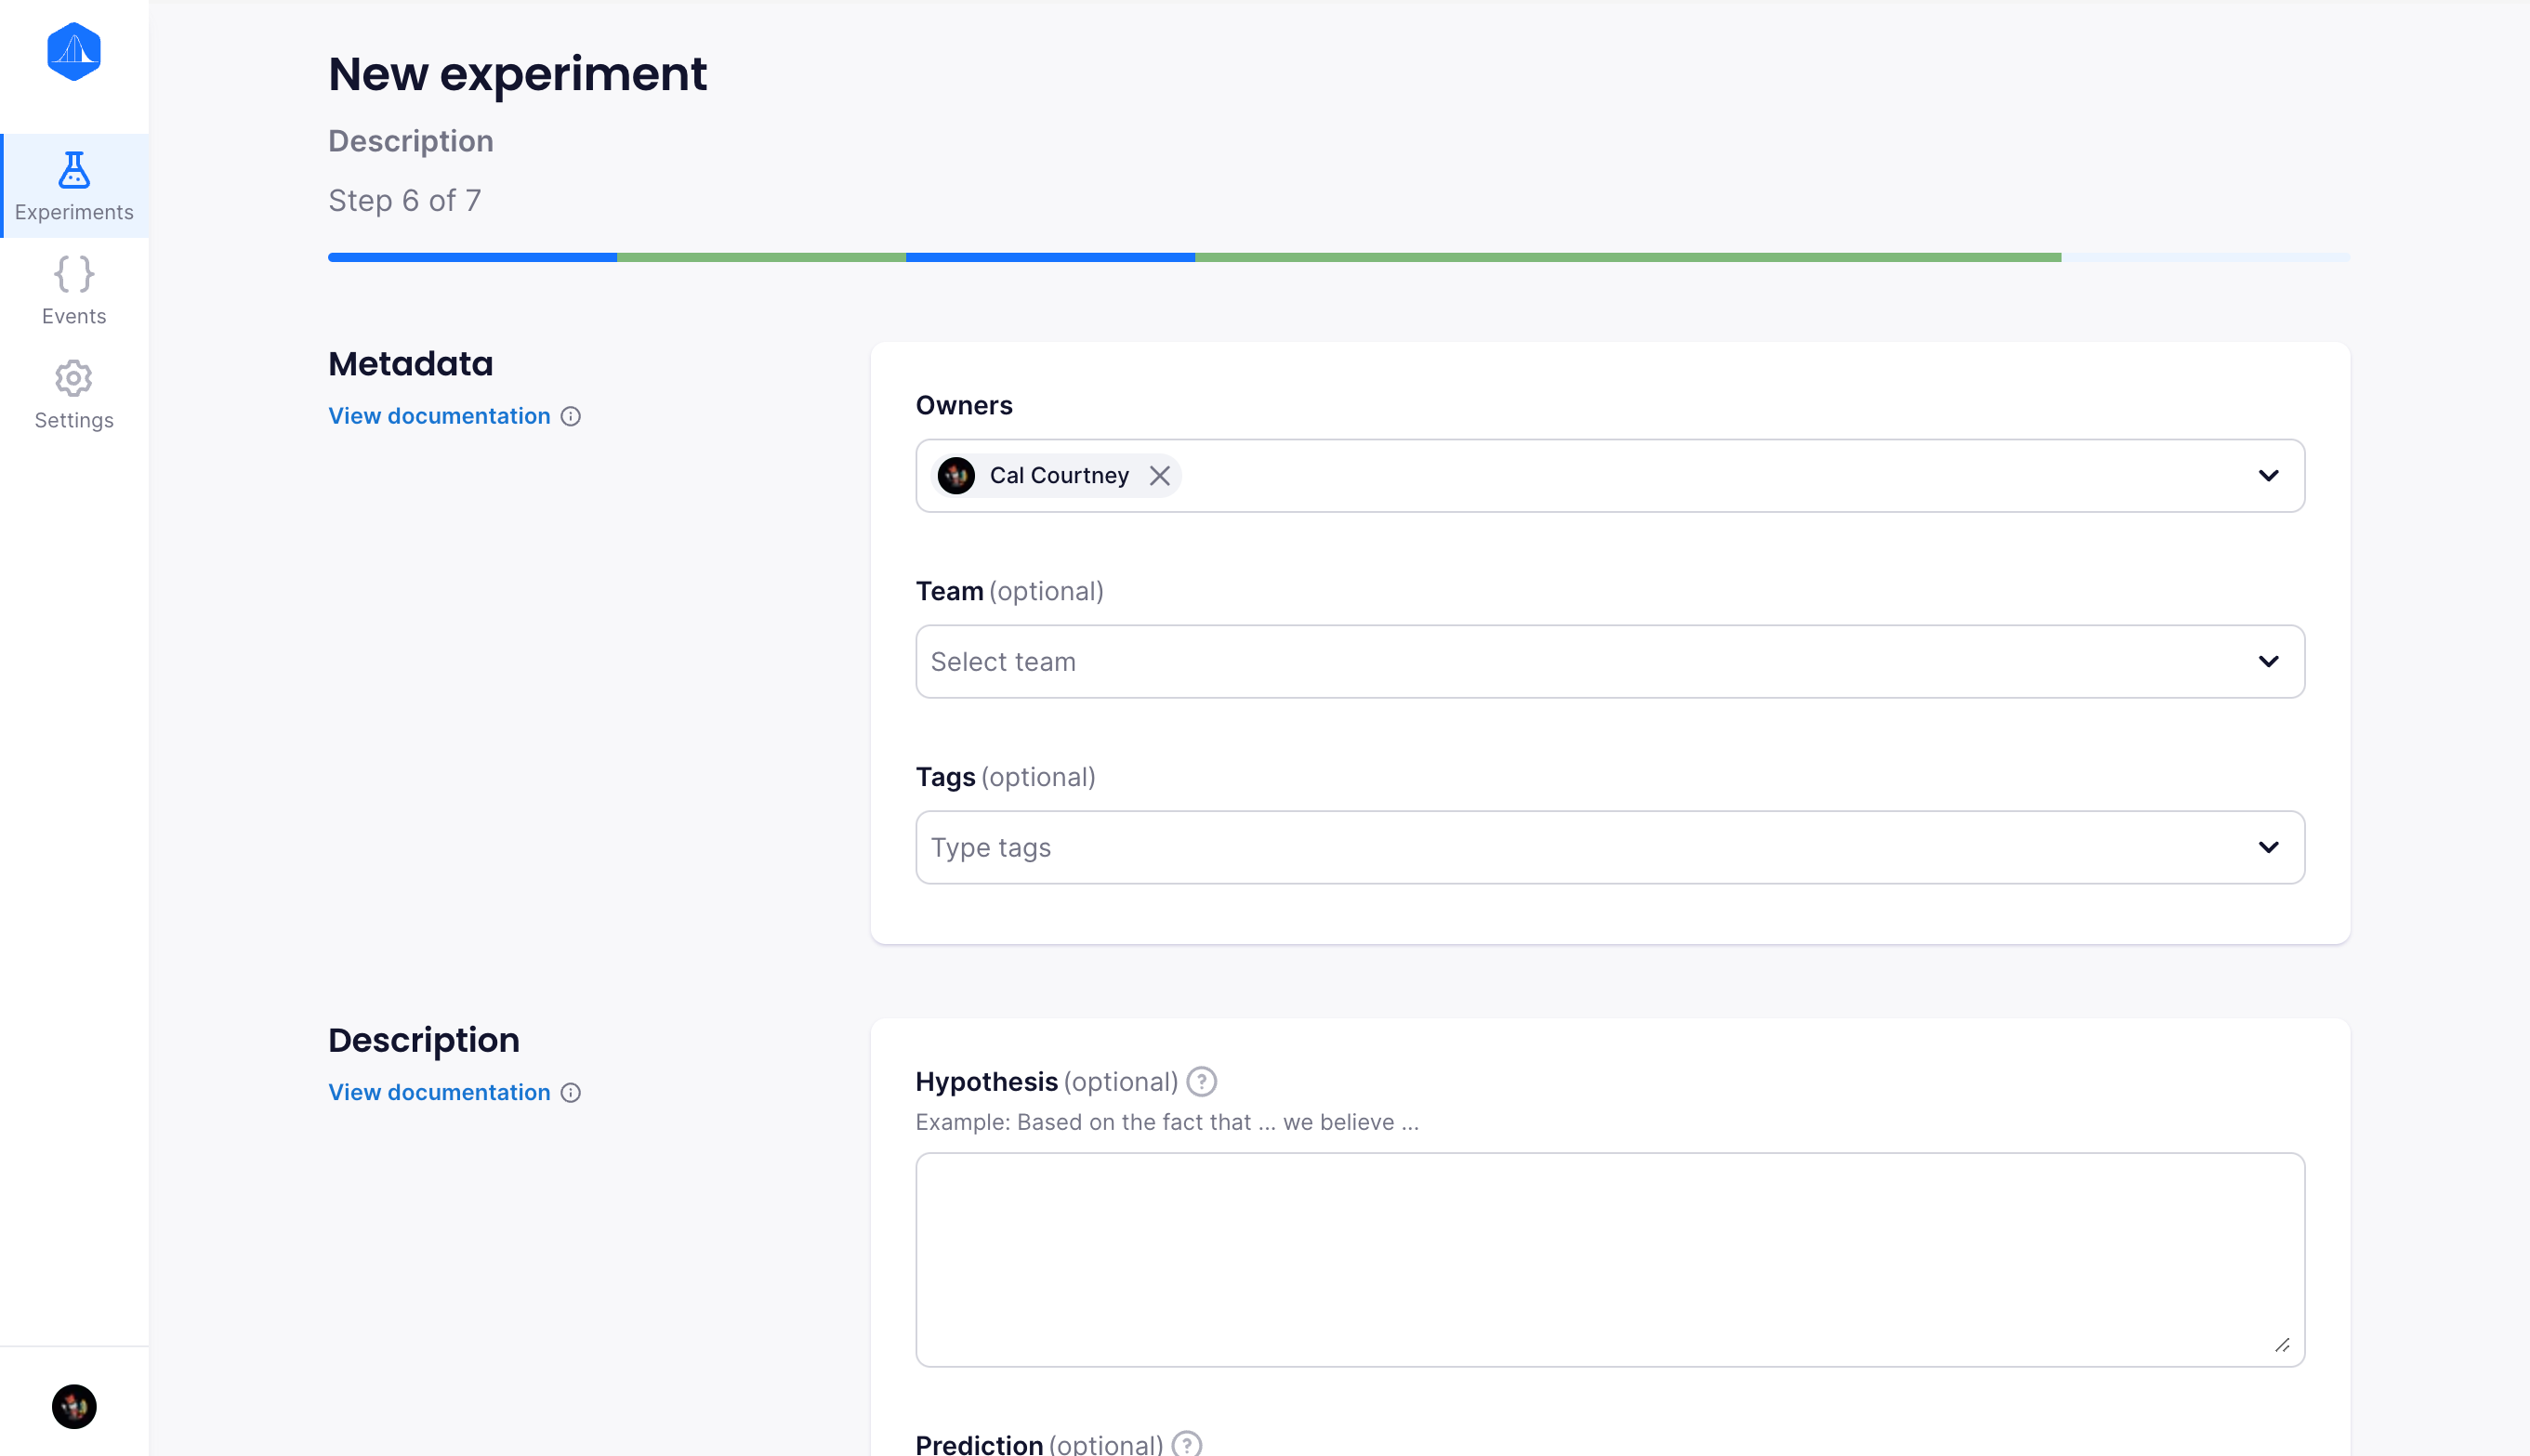 New experiment
Description
Step 6 of 7
Experiments
Events
Settings
Metadata
View documentation
Owners
Cal Courtney
Team (optional)
Select team
Tags (optional)
Type tags
Description
View documentation
Hypothesis (optional)
Example: Based on the fact that ... we believe ...
Prediction (optional)